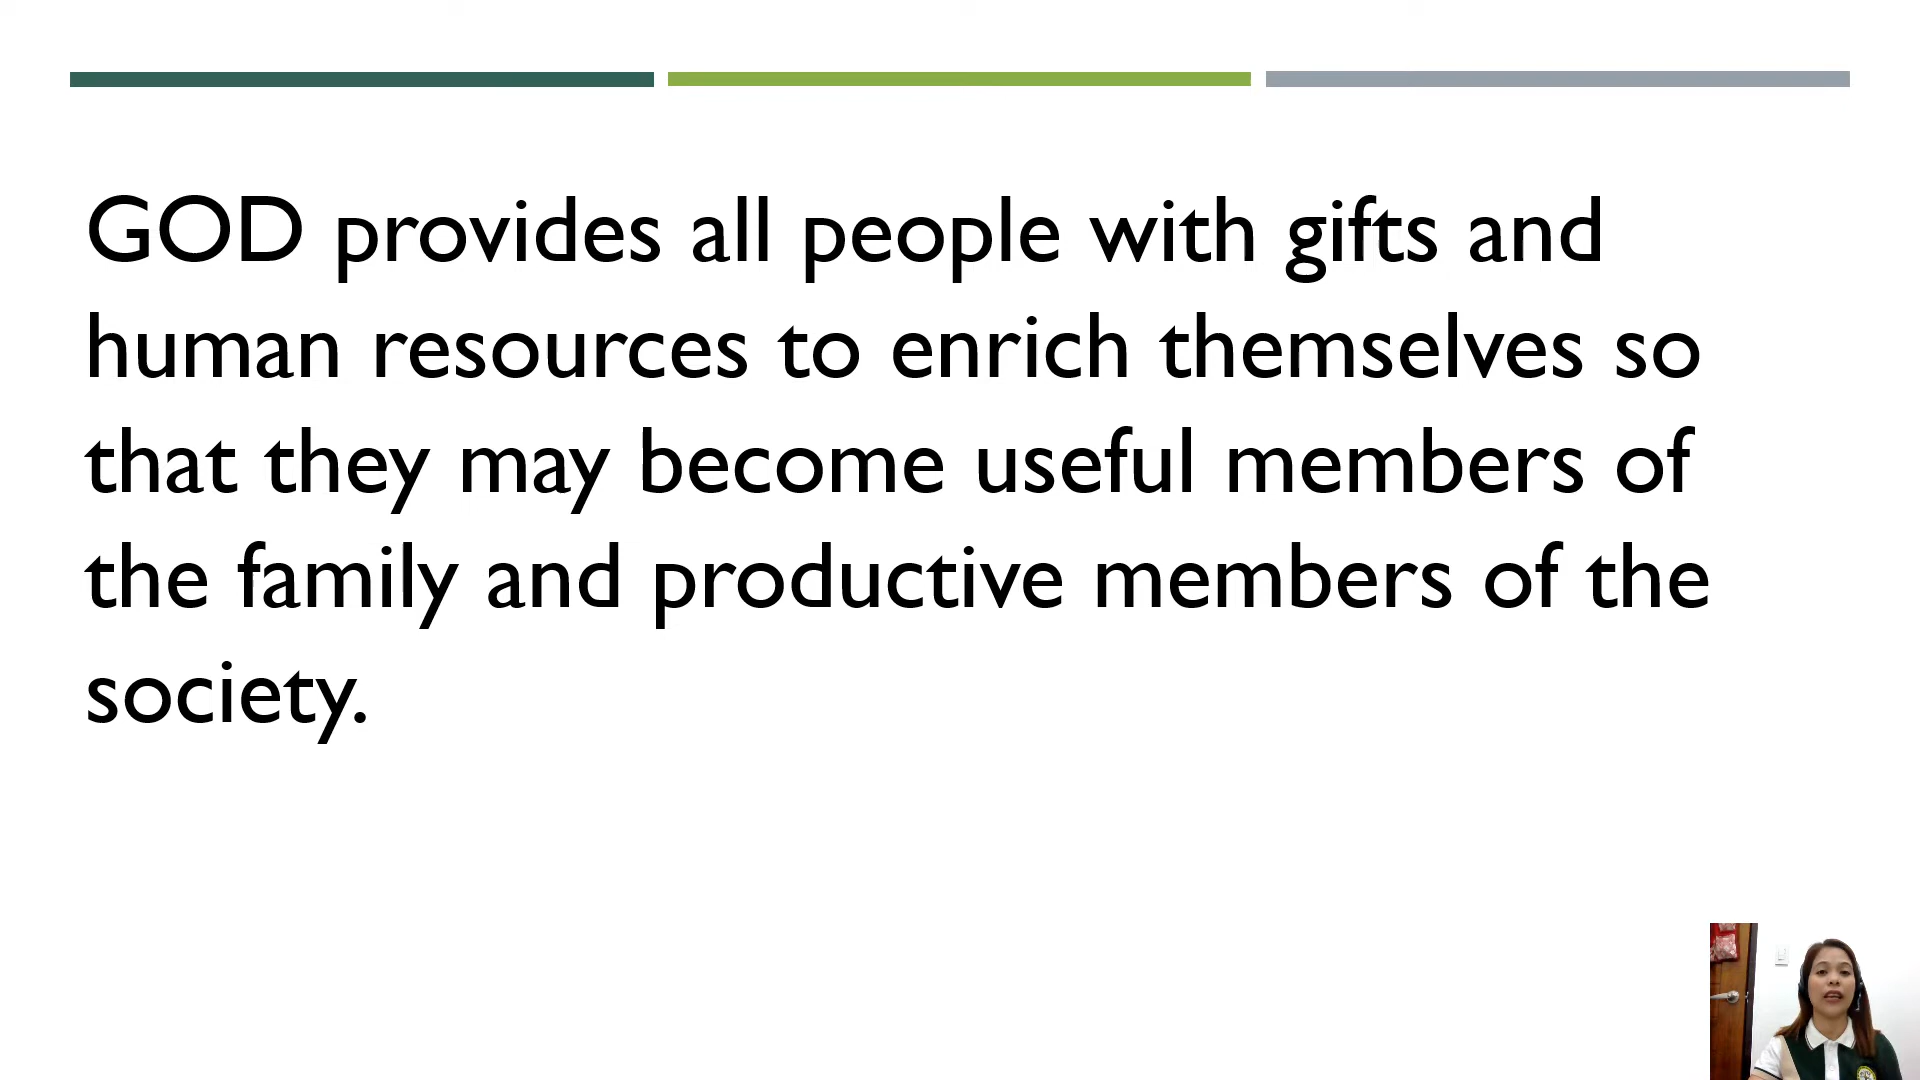 GOD provides all people with gifts and
human resources to enrich themselves so
that they may become useful members of
the family and productive members of the
society.